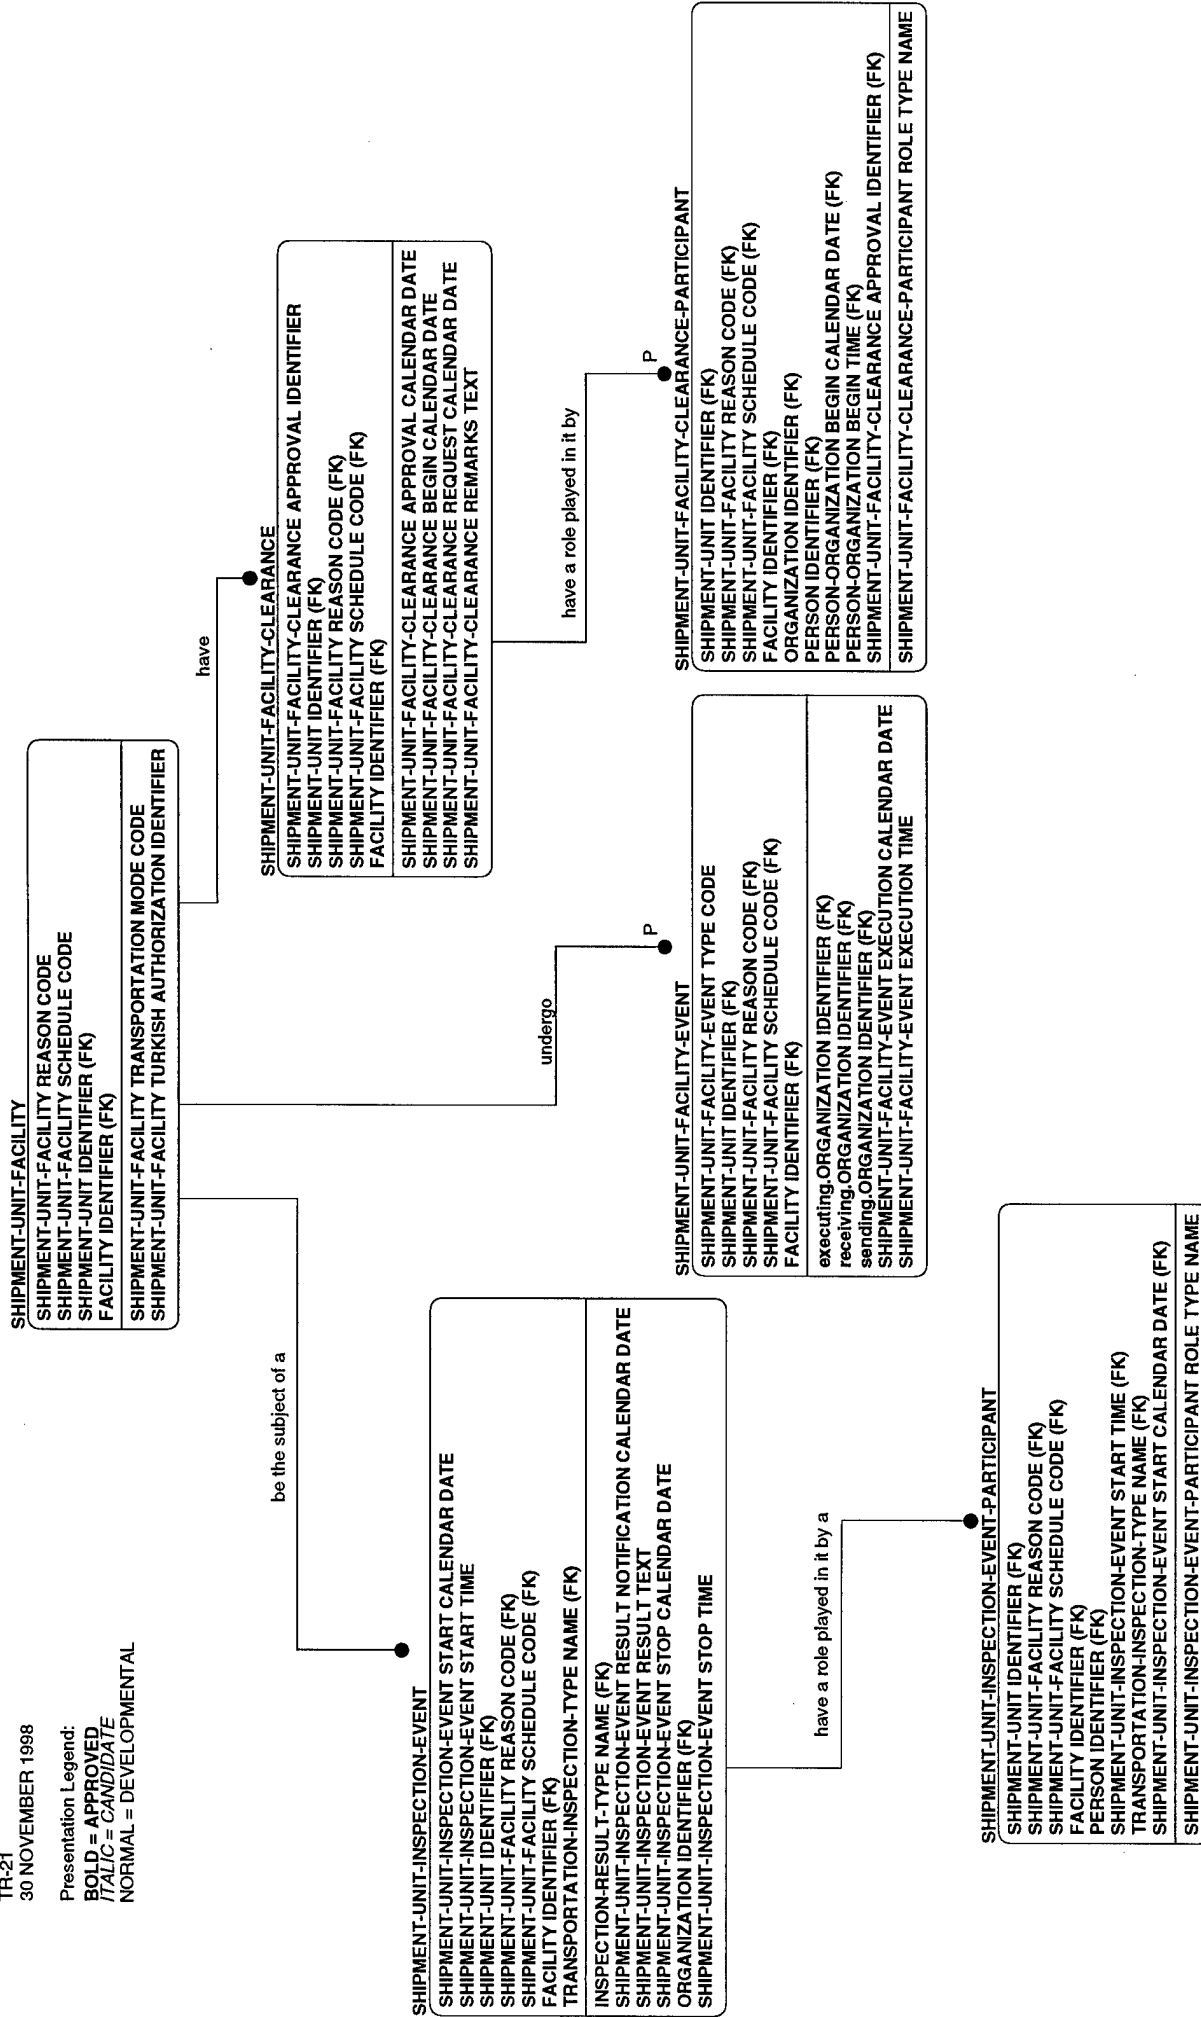 TR-21
30 NOVEMBER 1998
Presentation Legend:
BOLD = APPROVED
ITALIC = CANDIDATE
NORMAL = DEVELOPMENTAL
SHIPMENT-UNIT-FACILITY
SHIPMENT-UNIT-FACILITY REASON CODE
SHIPMENT-UNIT-FACILITY SCHEDULE CODE
SHIPMENT-UNIT IDENTIFIER (FK)
FACILITY IDENTIFIER (FK)
SHIPMENT-UNIT-FACILITY TRANSPORTATION MODE CODE
SHIPMENT-UNIT-FACILITY TURKISH AUTHORIZATION IDENTIFIER
be the subject of a
undergo
have
SHIPMENT-UNIT-INSPECTION-EVENT
SHIPMENT-UNIT-INSPECTION-EVENT START CALENDAR DATE
SHIPMENT-UNIT-INSPECTION-EVENT START TIME
SHIPMENT-UNIT IDENTIFIER (FK)
SHIPMENT-UNIT-FACILITY REASON CODE (FK)
SHIPMENT-UNIT-FACILITY SCHEDULE CODE (FK)
FACILITY IDENTIFIER (FK)
TRANSPORTATION-INSPECTION-TYPE NAME (FK)
INSPECTION-RESULT-TYPE NAME (FK)
SHIPMENT-UNIT-INSPECTION-EVENT RESULT NOTIFICATION CALENDAR DATE
SHIPMENT-UNIT-INSPECTION-EVENT RESULT TEXT
SHIPMENT-UNIT-INSPECTION-EVENT STOP CALENDAR DATE
ORGANIZATION IDENTIFIER (FK)
SHIPMENT-UNIT-INSPECTION-EVENT STOP TIME
SHIPMENT-UNIT-FACILITY-CLEARANCE
SHIPMENT-UNIT-FACILITY-CLEARANCE APPROVAL IDENTIFIER
SHIPMENT-UNIT IDENTIFIER (FK)
SHIPMENT-UNIT-FACILITY REASON CODE (FK)
SHIPMENT-UNIT-FACILITY SCHEDULE CODE (FK)
FACILITY IDENTIFIER (FK)
SHIPMENT-UNIT-FACILITY-CLEARANCE APPROVAL CALENDAR DATE
SHIPMENT-UNIT-FACILITY-CLEARANCE BEGIN CALENDAR DATE
SHIPMENT-UNIT-FACILITY-CLEARANCE REQUEST CALENDAR DATE
SHIPMENT-UNIT-FACILITY-CLEARANCE REMARKS TEXT
have a role played in it by
P
P
SHIPMENT-UNIT-FACILITY-EVENT
SHIPMENT-UNIT-FACILITY-EVENT TYPE CODE
SHIPMENT-UNIT IDENTIFIER (FK)
SHIPMENT-UNIT-FACILITY REASON CODE (FK)
SHIPMENT-UNIT-FACILITY SCHEDULE CODE (FK)
FACILITY IDENTIFIER (FK)
executing.ORGANIZATION IDENTIFIER (FK)
receiving.ORGANIZATION IDENTIFIER (FK)
sending.ORGANIZATION IDENTIFIER (FK)
SHIPMENT-UNIT-FACILITY-EVENT EXECUTION CALENDAR DATE
SHIPMENT-UNIT-FACILITY-EVENT EXECUTION TIME
SHIPMENT-UNIT-FACILITY-CLEARANCE-PARTICIPANT
SHIPMENT-UNIT IDENTIFIER (FK)
SHIPMENT-UNIT-FACILITY REASON CODE (FK)
SHIPMENT-UNIT-FACILITY SCHEDULE CODE (FK)
FACILITY IDENTIFIER (FK)
ORGANIZATION IDENTIFIER (FK)
PERSON IDENTIFIER (FK)
PERSON-ORGANIZATION BEGIN CALENDAR DATE (FK)
PERSON-ORGANIZATION BEGIN TIME (FK)
SHIPMENT-UNIT-FACILITY-CLEARANCE APPROVAL IDENTIFIER (FK)
SHIPMENT-UNIT-FACILITY-CLEARANCE-PARTICIPANT ROLE TYPE NAME
have a role played in it by a
SHIPMENT-UNIT-INSPECTION-EVENT-PARTICIPANT
SHIPMENT-UNIT IDENTIFIER (FK)
SHIPMENT-UNIT-FACILITY REASON CODE (FK)
SHIPMENT-UNIT-FACILITY SCHEDULE CODE (FK)
FACILITY IDENTIFIER (FK)
PERSON IDENTIFIER (FK)
SHIPMENT-UNIT-INSPECTION-EVENT START TIME (FK)
TRANSPORTATION-INSPECTION-TYPE NAME (FK)
SHIPMENT-UNIT-INSPECTION-EVENT START CALENDAR DATE (FK)
SHIPMENT-UNIT-INSPECTION-EVENT-PARTICIPANT ROLE TYPE NAME